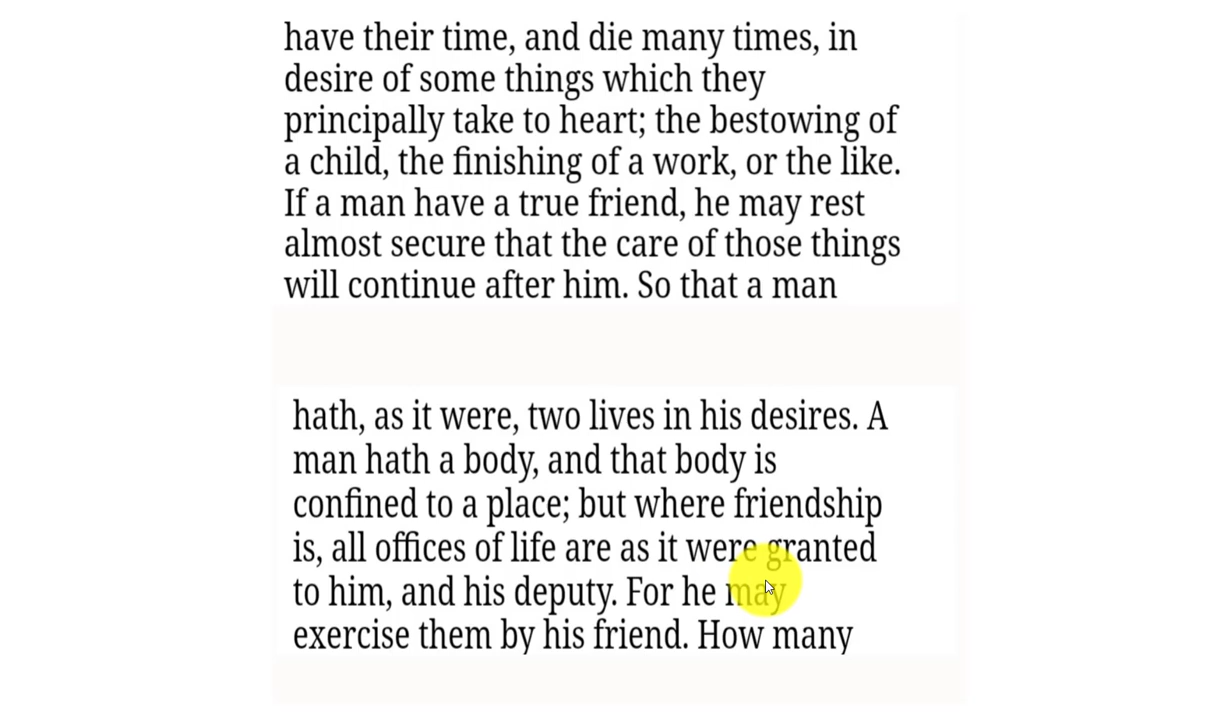 have their time, and die many times, in
desire of some things which they
principally take to heart; the bestowing of
a child, the finishing of a work, or the like.
If a man have a true friend, he may rest
almost secure that the care of those things
will continue after him. So that a man
hath, as it were, two lives in his desires. A
man hath a body, and that body is
confined to a place; but where friendship
is, all offices of life are as it were granted
to him, and his deputy. For he may
exercise them by his friend. How many